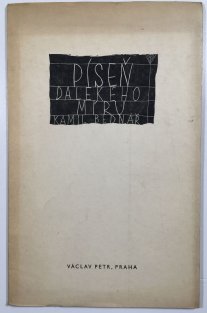 PÍSEŇ
DALEKÉHO
MÍRU
KAMIL BEDNÁŘ
VÁCLAV PETR, PRAHA